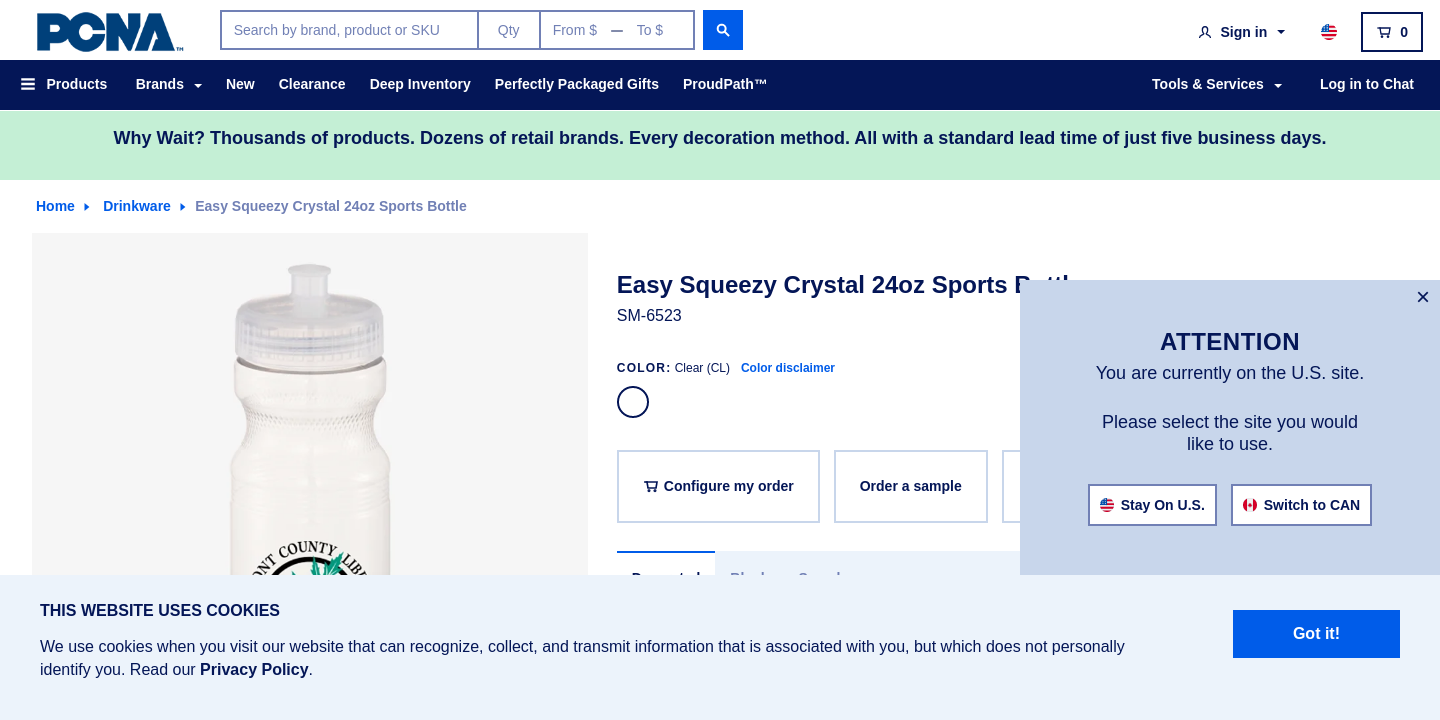 PCNA™
Search by brand, product or SKU
Qty
From $ — To $
Sign in
0
Products
Brands
New
Clearance
Deep Inventory
Perfectly Packaged Gifts
ProudPath™
Tools & Services
Log in to Chat
Why Wait? Thousands of products. Dozens of retail brands. Every decoration method. All with a standard lead time of just five business days.
Home
Drinkware
Easy Squeezy Crystal 24oz Sports Bottle
Easy Squeezy Crystal 24oz Sports
SM-6523
COLOR: Clear (CL) Color disclaimer
Configure my order
Order a sample
COUNTY
ATTENTION
You are currently on the U.S. site.
Please select the site you would
like to use.
Stay On U.S.
Switch to CAN
THIS WEBSITE USES COOKIES
We use cookies when you visit our website that can recognize, collect, and transmit information that is associated with you, but which does not personally
identify you. Read our Privacy Policy.
Got it!